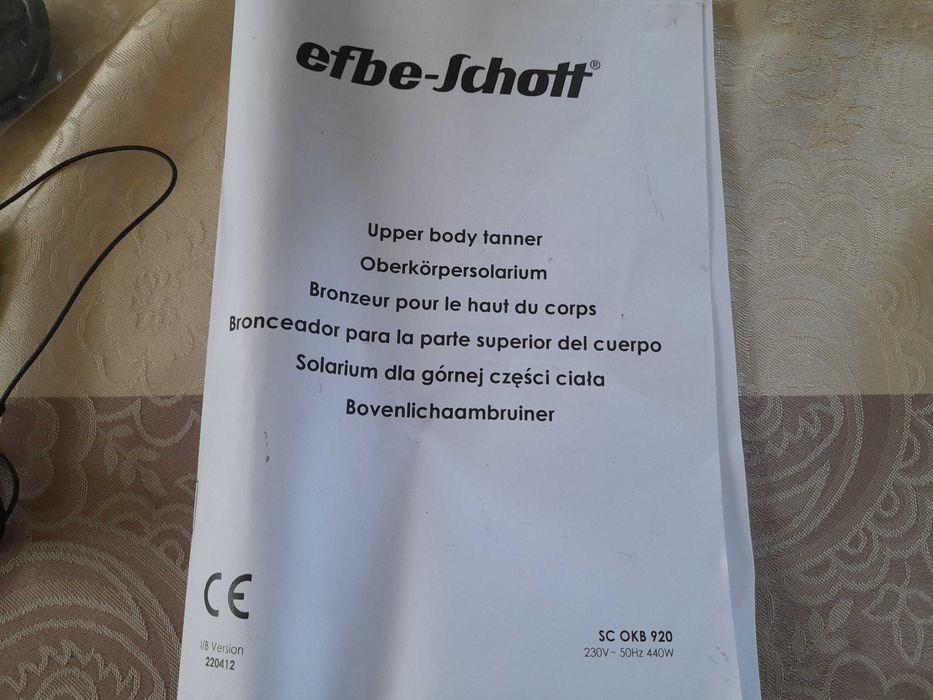 efbe-Schott®
Upper body tanner
Oberkörpersolarium
Bronzeur pour le haut du corps
Bronceador para la parte superior del cuerpo
Solarium dla górnej części ciała
Bovenlichaambruiner
CE
I/B Version
220412
SC OKB 920
230V~ 50Hz 440W